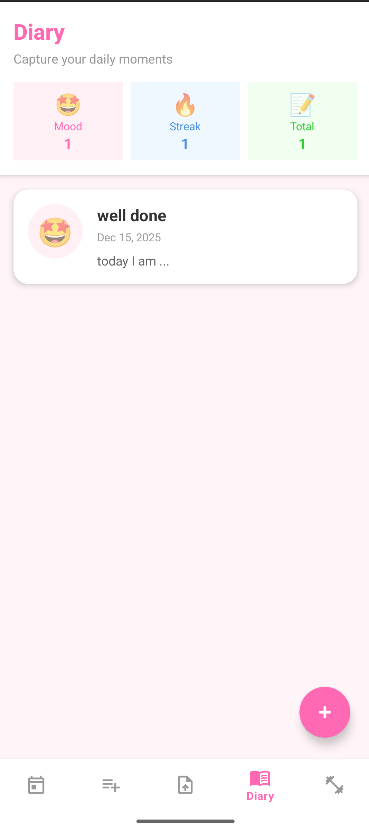 Diary
Capture your daily moments
Mood
1
Streak
1
Total
1
well done
Dec 15, 2025
today I am ...
Diary